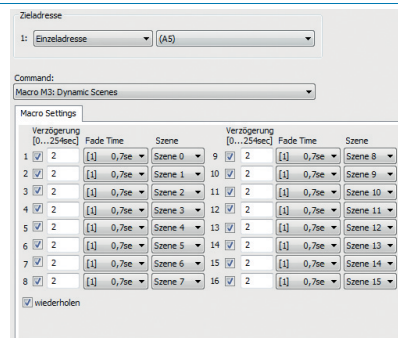 Zieladresse
1: Einzeladresse (A5)
Command:
Macro M3: Dynamic Scenes
Macro Settings
Verzögerung Verzögerung
[0...254sec] Fade Time Szene [0...254sec] Fade Time Szene
1 2 [1] 0,7se Szene 0 9 2 [1] 0,7se Szene 8
2 2 [1] 0,7se Szene 1 10 2 [1] 0,7se Szene 9
3 2 [1] 0,7se Szene 2 11 2 [1] 0,7se Szene 10
4 2 [1] 0,7se Szene 3 12 2 [1] 0,7se Szene 11
5 2 [1] 0,7se Szene 4 13 2 [1] 0,7se Szene 12
6 2 [1] 0,7se Szene 5 14 2 [1] 0,7se Szene 13
7 2 [1] 0,7se Szene 6 15 2 [1] 0,7se Szene 14
8 2 [1] 0,7se Szene 7 16 2 [1] 0,7se Szene 15
wiederholen